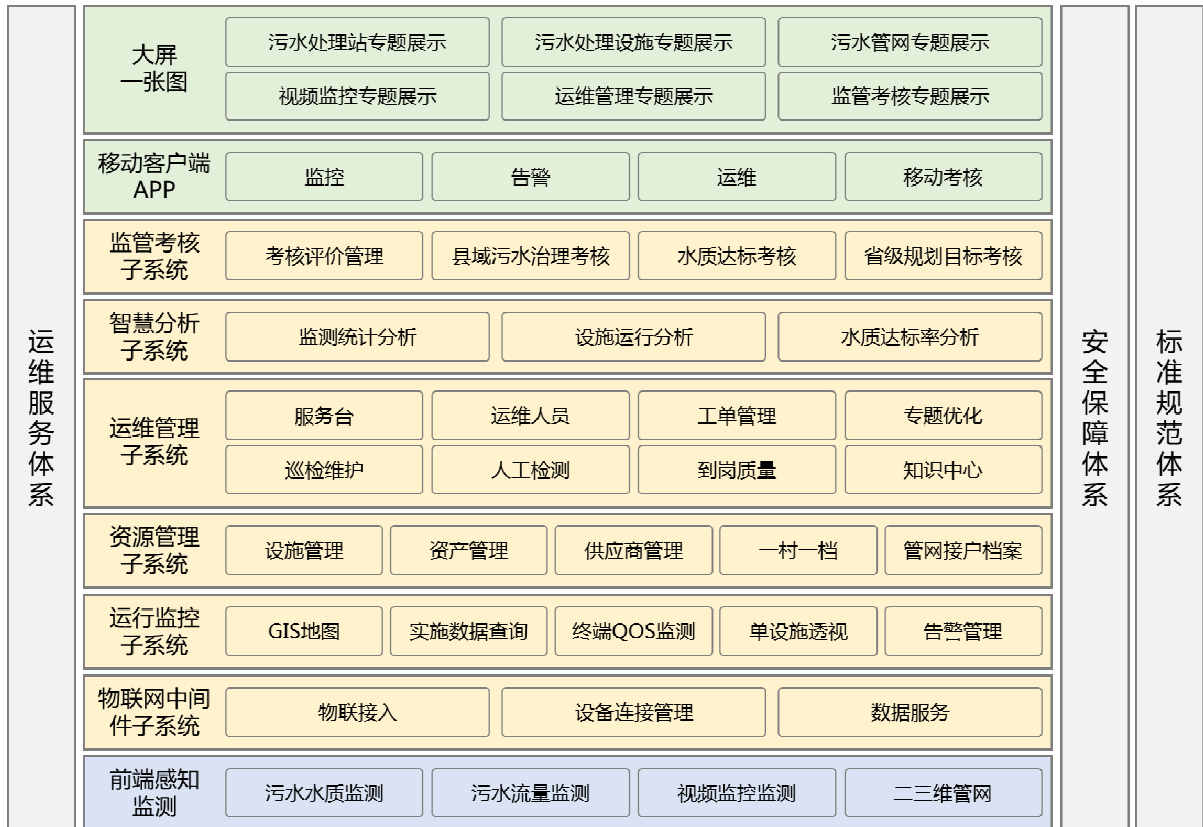 运维服务体系
大屏
一张图
污水处理站专题展示
污水处理设施专题展示
污水管网专题展示
视频监控专题展示
运维管理专题展示
监管考核专题展示
移动客户端
APP
监控
告警
运维
移动考核
监管考核
子系统
考核评价管理
县域污水治理考核
水质达标考核
省级规划目标考核
智慧分析
子系统
监测统计分析
设施运行分析
水质达标率分析
运维管理
子系统
服务台
运维人员
工单管理
专题优化
巡检维护
人工检测
到岗质量
知识中心
资源管理
子系统
设施管理
资产管理
供应商管理
一村一档
管网接户档案
运行监控
子系统
GIS地图
实施数据查询
终端QOS监测
单设施透视
告警管理
物联网中间
件子系统
物联接入
设备连接管理
数据服务
前端感知
监测
污水水质监测
污水流量监测
视频监控监测
二三维管网
安全保障体系
标准规范体系